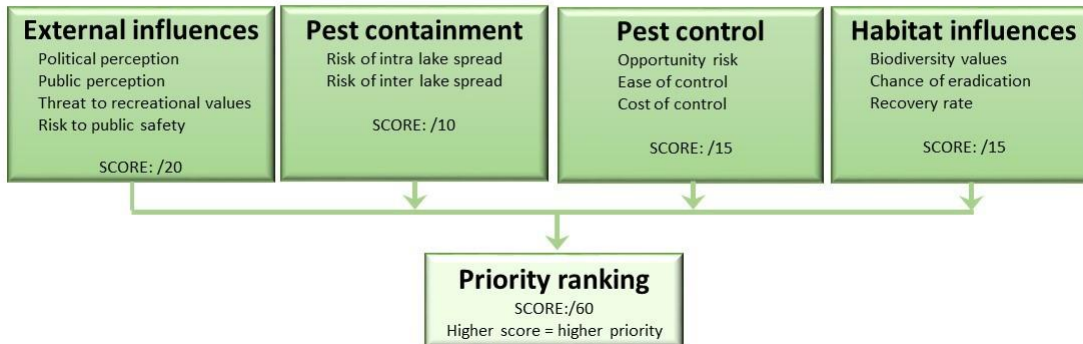 External influences
Political perception
Public perception
Threat to recreational values
Risk to public safety
SCORE: /20
Pest containment
Risk of intra lake spread
Risk of inter lake spread
SCORE: /10
Pest control
Opportunity risk
Ease of control
Cost of control
SCORE: /15
Habitat influences
Biodiversity values
Chance of eradication
Recovery rate
SCORE: /15
Priority ranking
SCORE:/60
Higher score = higher priority